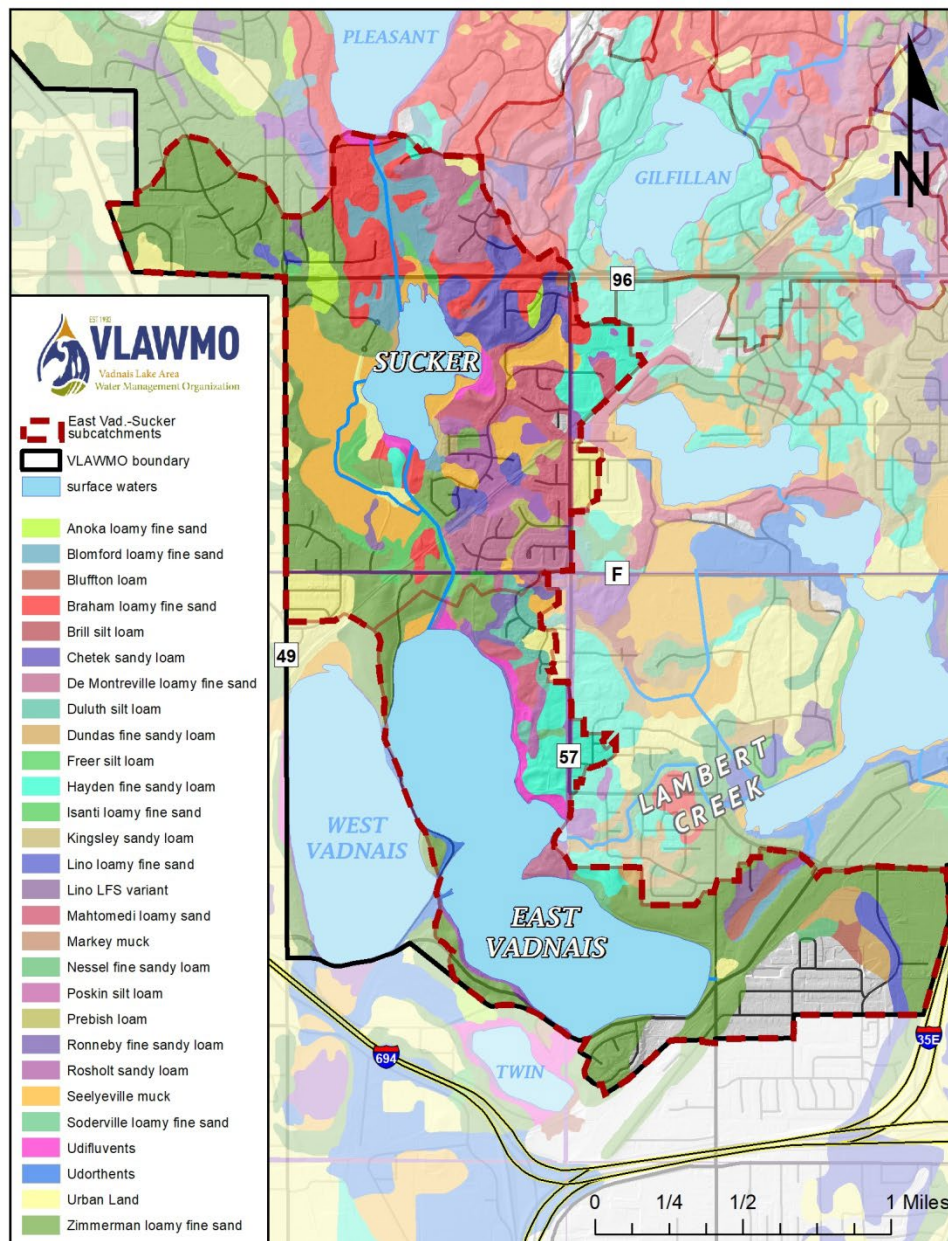 PLEASANT
GILFILLAN
N
96
EST 1983
VLAWMO
Vadnais Lake Area
Water Management Organization
SUCKER
East Vad.-Sucker
subcatchments
VLAWMO boundary
surface waters
Anoka loamy fine sand
Blomford loamy fine sand
Bluffton loam
Braham loamy fine sand
Brill silt loam
Chetek sandy loam
De Montreville loamy fine sand
Duluth silt loam
Dundas fine sandy loam
Freer silt loam
Hayden fine sandy loam
Isanti loamy fine sand
Kingsley sandy loam
Lino loamy fine sand
Lino LFS variant
Mahtomedi loamy sand
Markey muck
Nessel fine sandy loam
Poskin silt loam
Prebish loam
Ronneby fine sandy loam
Rosholt sandy loam
Seelyeville muck
Soderville loamy fine sand
Udifluvents
Udorthents
Urban Land
Zimmerman loamy fine sand
F
49
57
LAMBERT
CREEK
WEST
VADNAIS
EAST
VADNAIS
694
TWIN
35E
0 1/4 1/2 1 Miles